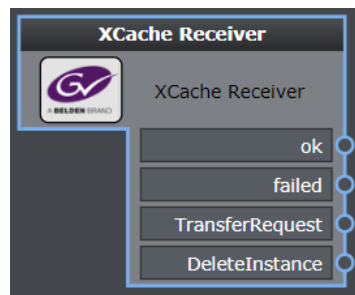 XCache Receiver
GV
A BELDEN BRAND
XCache Receiver
ok
failed
TransferRequest
DeleteInstance